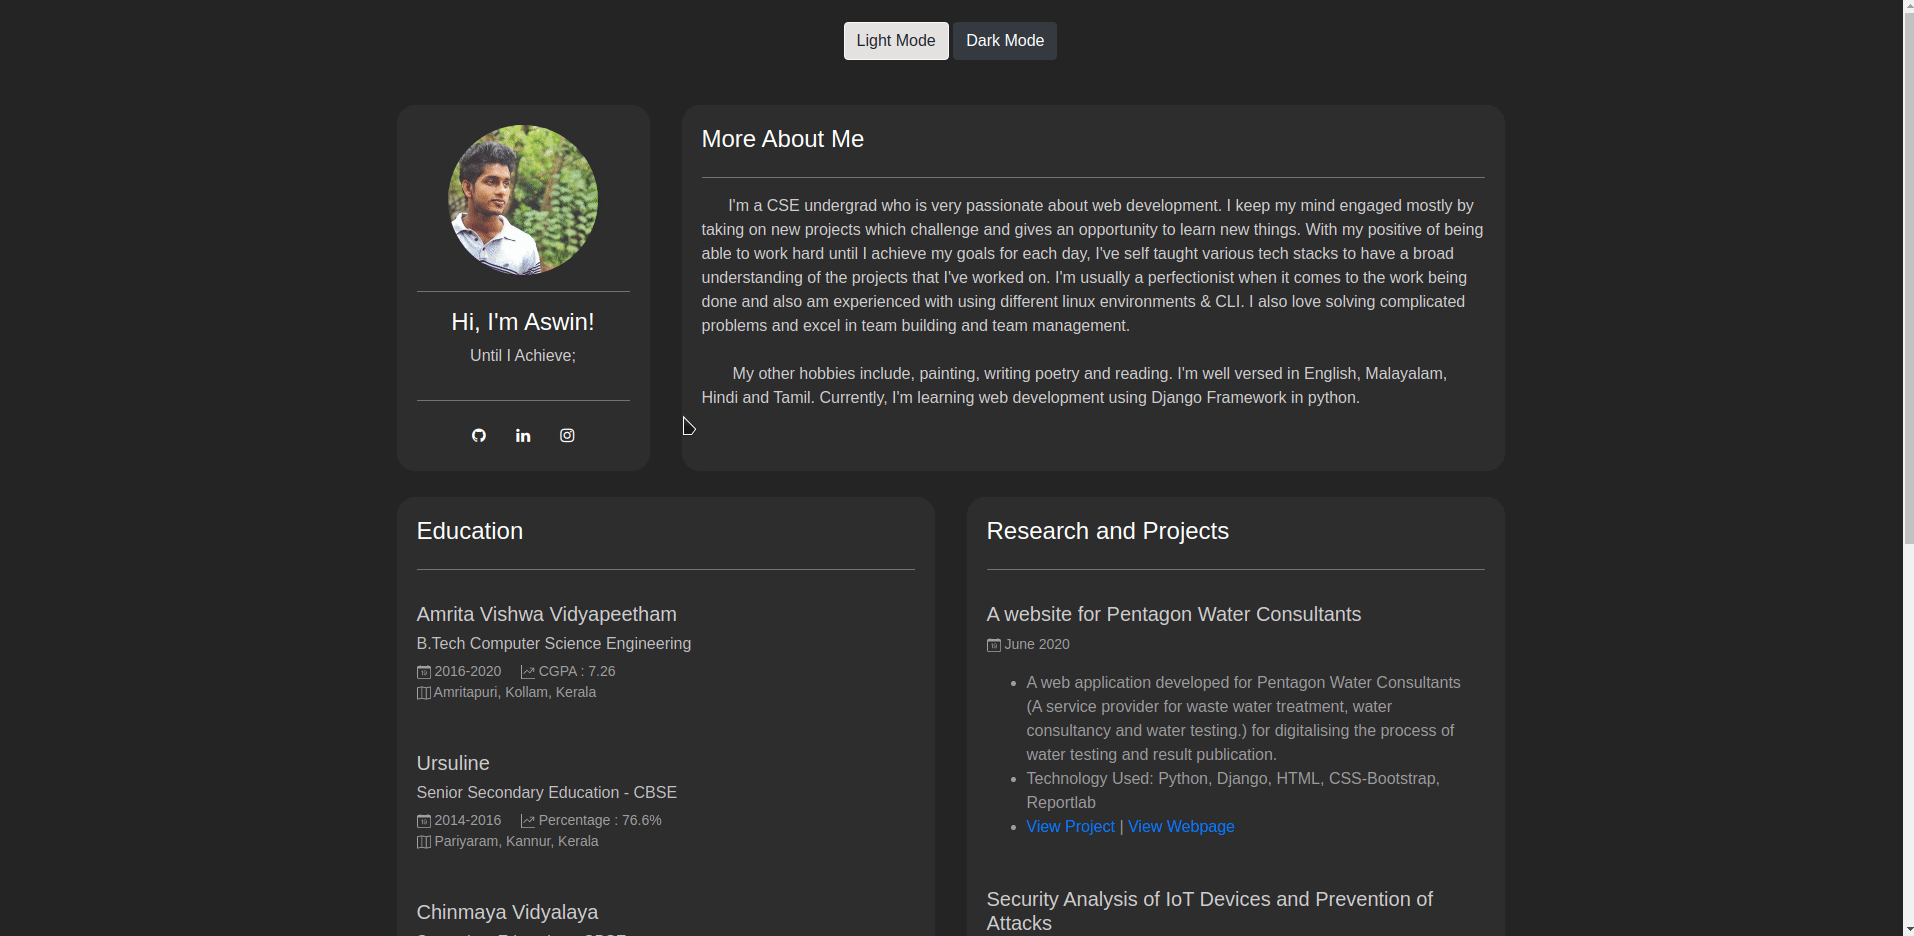 Light Mode
Dark Mode
Hi, I'm Aswin!
Until I Achieve;
More About Me
I'm a CSE undergrad who is very passionate about web development. I keep my mind engaged mostly by
taking on new projects which challenge and gives an opportunity to learn new things. With my positive of being
able to work hard until I achieve my goals for each day, I've self taught various tech stacks to have a broad
understanding of the projects that I've worked on. I'm usually a perfectionist when it comes to the work being
done and also am experienced with using different linux environments & CLI. I also love solving complicated
problems and excel in team building and team management.
My other hobbies include, painting, writing poetry and reading. I'm well versed in English, Malayalam,
Hindi and Tamil. Currently, I'm learning web development using Django Framework in python.
Education
Amrita Vishwa Vidyapeetham
B.Tech Computer Science Engineering
2016-2020 CGPA : 7.26
Amritapuri, Kollam, Kerala
Ursuline
Senior Secondary Education - CBSE
2014-2016 Percentage : 76.6%
Pariyaram, Kannur, Kerala
Chinmaya Vidyalaya
Research and Projects
A website for Pentagon Water Consultants
June 2020
• A web application developed for Pentagon Water Consultants
(A service provider for waste water treatment, water
consultancy and water testing.) for digitalising the process of
water testing and result publication.
• Technology Used: Python, Django, HTML, CSS-Bootstrap,
Reportlab
• View Project | View Webpage
Security Analysis of IoT Devices and Prevention of
Attacks